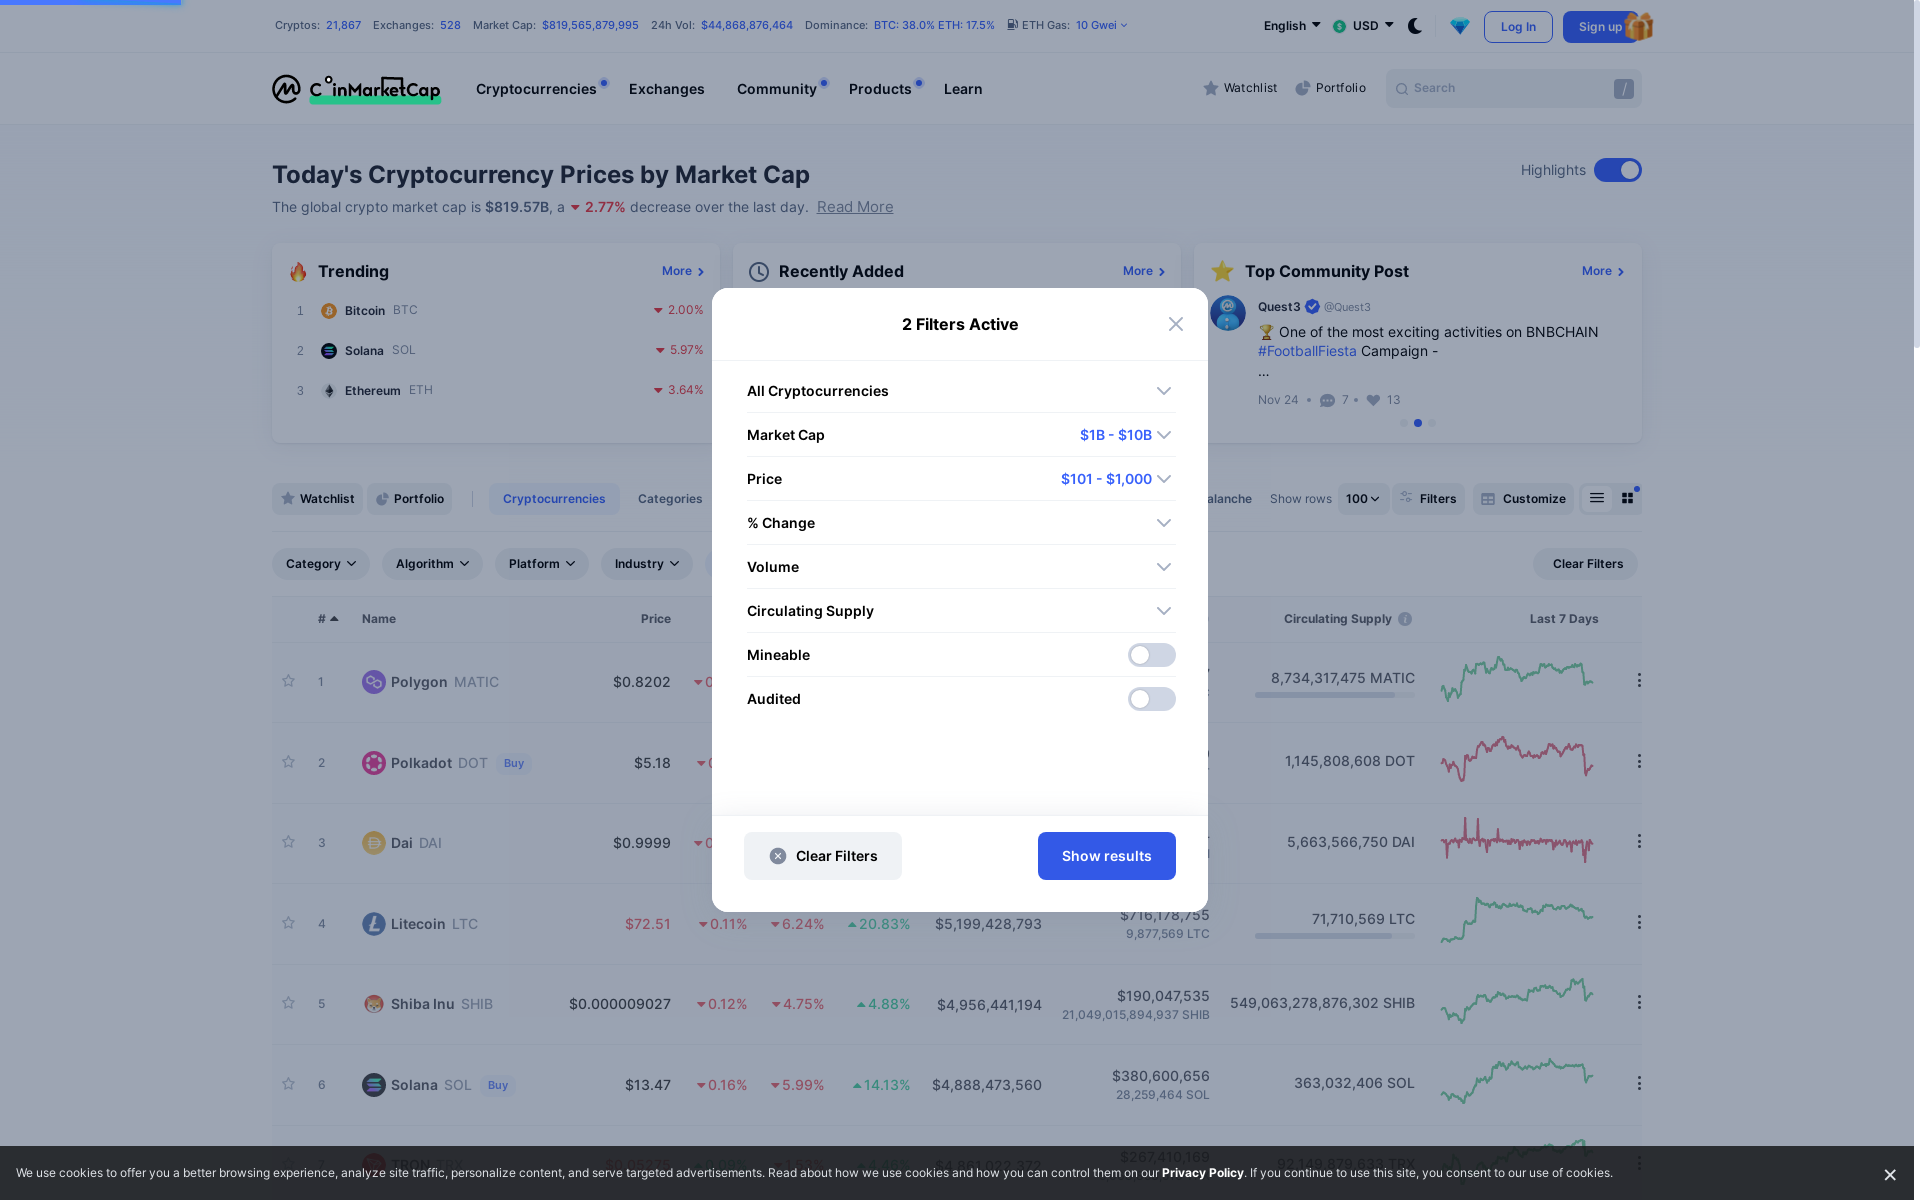 Cryptos: 21,867 Exchanges: 528 Market Cap: $819,565,879,995 24h Vol: $44,868,876,464 Dominance: BTC: 38.0% ETH: 17.5% ETH Gas: 10 Gwei English USD Log In Sign up
CoinMarketCap Cryptocurrencies Exchanges Community Products Learn Watchlist Portfolio Search /
Today's Cryptocurrency Prices by Market Cap Highlights
The global crypto market cap is $819.57B, a 2.77% decrease over the last day. Read More
Trending More
1 Bitcoin BTC 2.00%
2 Solana SOL 5.97%
3 Ethereum ETH 3.64%
Recently Added More
Top Community Post More
Quest3 @Quest3
🏆 One of the most exciting activities on BNBCHAIN
#FootballFiesta Campaign -
...
Nov 24 • 7 • 13
2 Filters Active
All Cryptocurrencies
Market Cap $1B - $10B
Price $101 - $1,000
% Change
Volume
Circulating Supply
Mineable
Audited
Clear Filters Show results
Watchlist Portfolio Cryptocurrencies Categories alanche Show rows 100 Filters Customize
Category Algorithm Platform Industry Clear Filters
# Name Price Circulating Supply Last 7 Days
1 Polygon MATIC $0.8202 8,734,317,475 MATIC
2 Polkadot DOT Buy $5.18 1,145,808,608 DOT
3 Dai DAI $0.9999 5,663,566,750 DAI
4 Litecoin LTC $72.51 0.11% 6.24% 20.83% $5,199,428,793 $716,178,755 71,710,569 LTC
9,877,569 LTC
5 Shiba Inu SHIB $0.000009027 0.12% 4.75% 4.88% $4,956,441,194 $190,047,535 549,063,278,876,302 SHIB
21,049,015,894,937 SHIB
6 Solana SOL Buy $13.47 0.16% 5.99% 14.13% $4,888,473,560 $380,600,656 363,032,406 SOL
28,259,464 SOL
We use cookies to offer you a better browsing experience, analyze site traffic, personalize content, and serve targeted advertisements. Read about how we use cookies and how you can control them on our Privacy Policy. If you continue to use this site, you consent to our use of cookies.